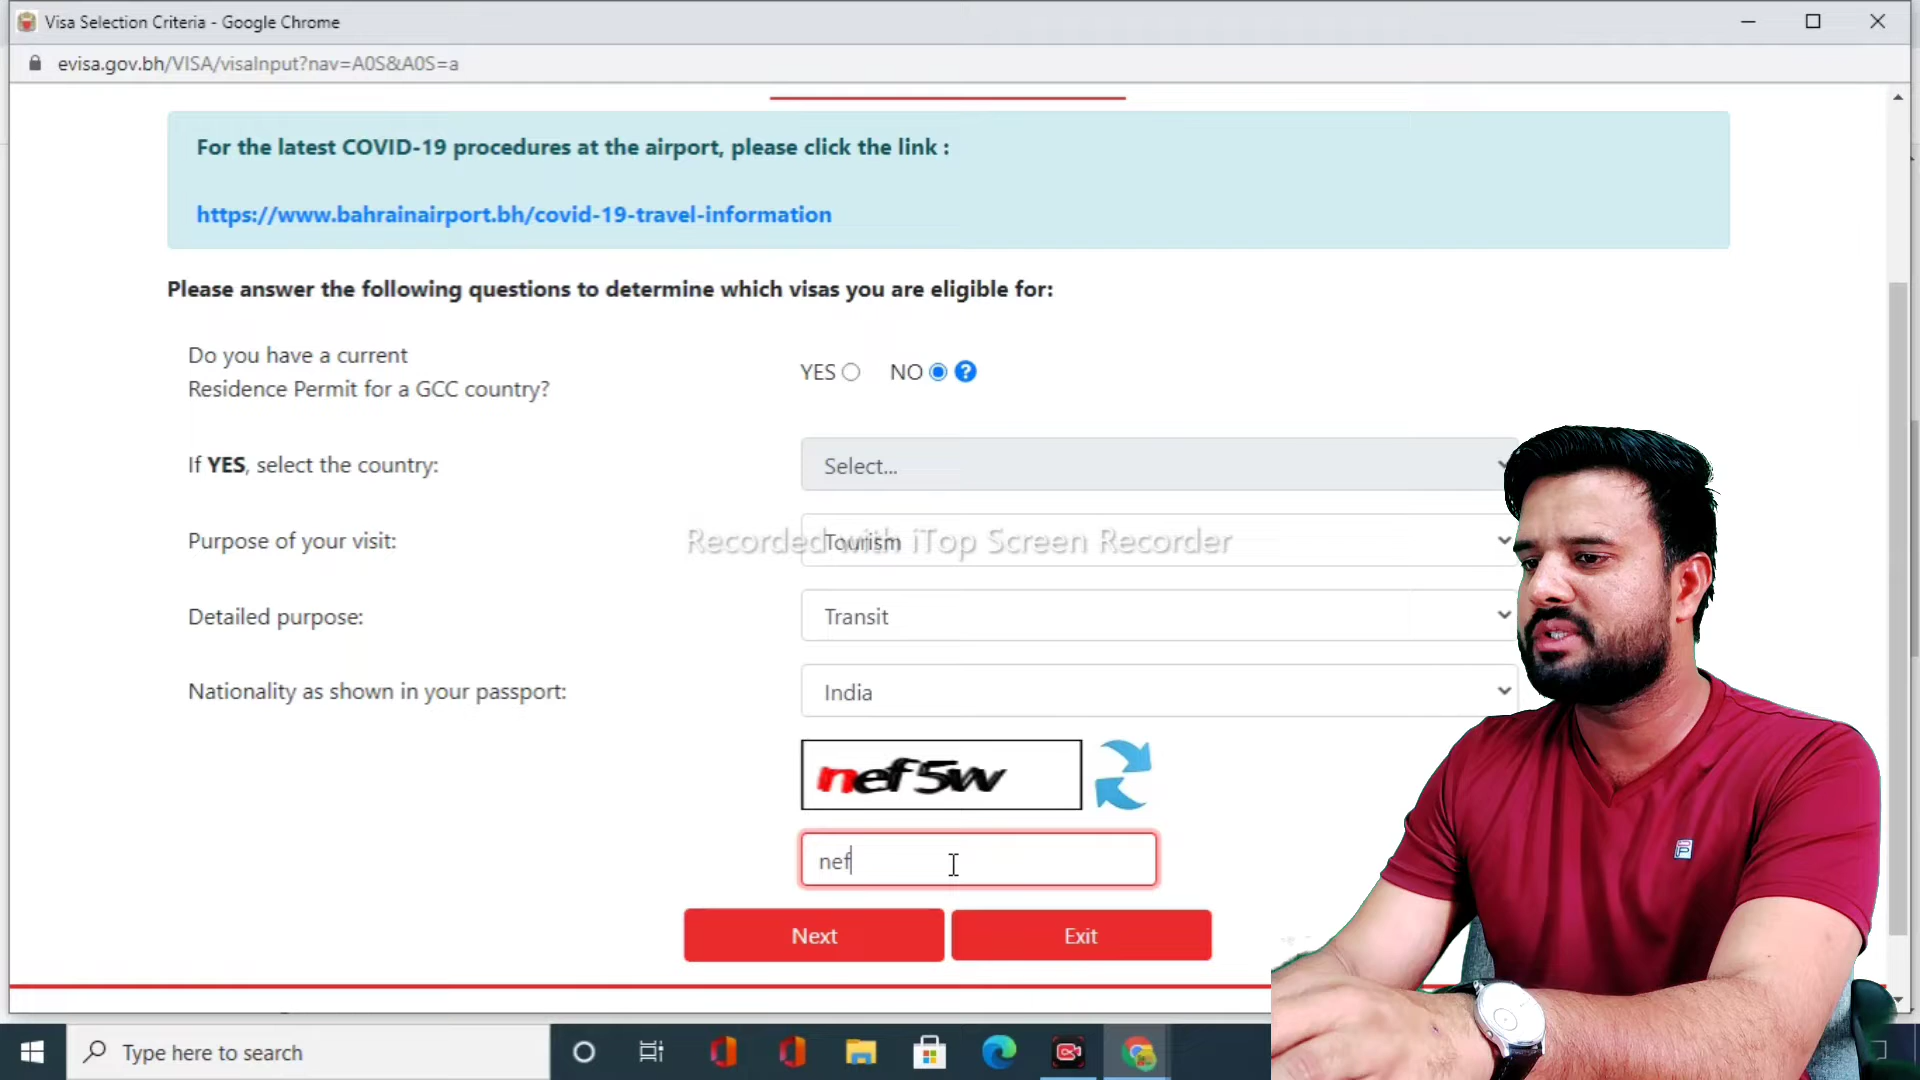 Visa Selection Criteria - Google Chrome
evisa.gov.bh/VISA/visaInput?nav=A0S&A0S=a
For the latest COVID-19 procedures at the airport, please click the link :
https://www.bahrainairport.bh/covid-19-travel-information
Please answer the following questions to determine which visas you are eligible for:
Do you have a current
Residence Permit for a GCC country?
YES NO ?
If YES, select the country:
Select...
Purpose of your visit:
Tourism
Recorded with iTop Screen Recorder
Detailed purpose:
Transit
Nationality as shown in your passport:
India
nef5w
nef
Next
Exit
Type here to search